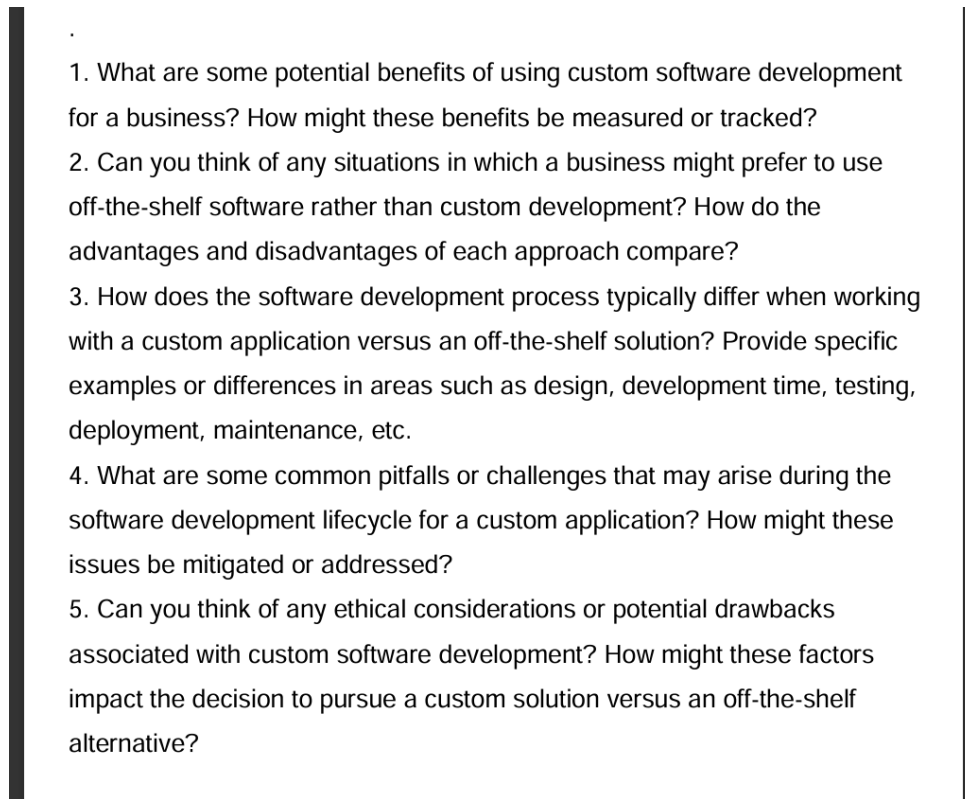 .
1. What are some potential benefits of using custom software development
for a business? How might these benefits be measured or tracked?
2. Can you think of any situations in which a business might prefer to use
off-the-shelf software rather than custom development? How do the
advantages and disadvantages of each approach compare?
3. How does the software development process typically differ when working
with a custom application versus an off-the-shelf solution? Provide specific
examples or differences in areas such as design, development time, testing,
deployment, maintenance, etc.
4. What are some common pitfalls or challenges that may arise during the
software development lifecycle for a custom application? How might these
issues be mitigated or addressed?
5. Can you think of any ethical considerations or potential drawbacks
associated with custom software development? How might these factors
impact the decision to pursue a custom solution versus an off-the-shelf
alternative?